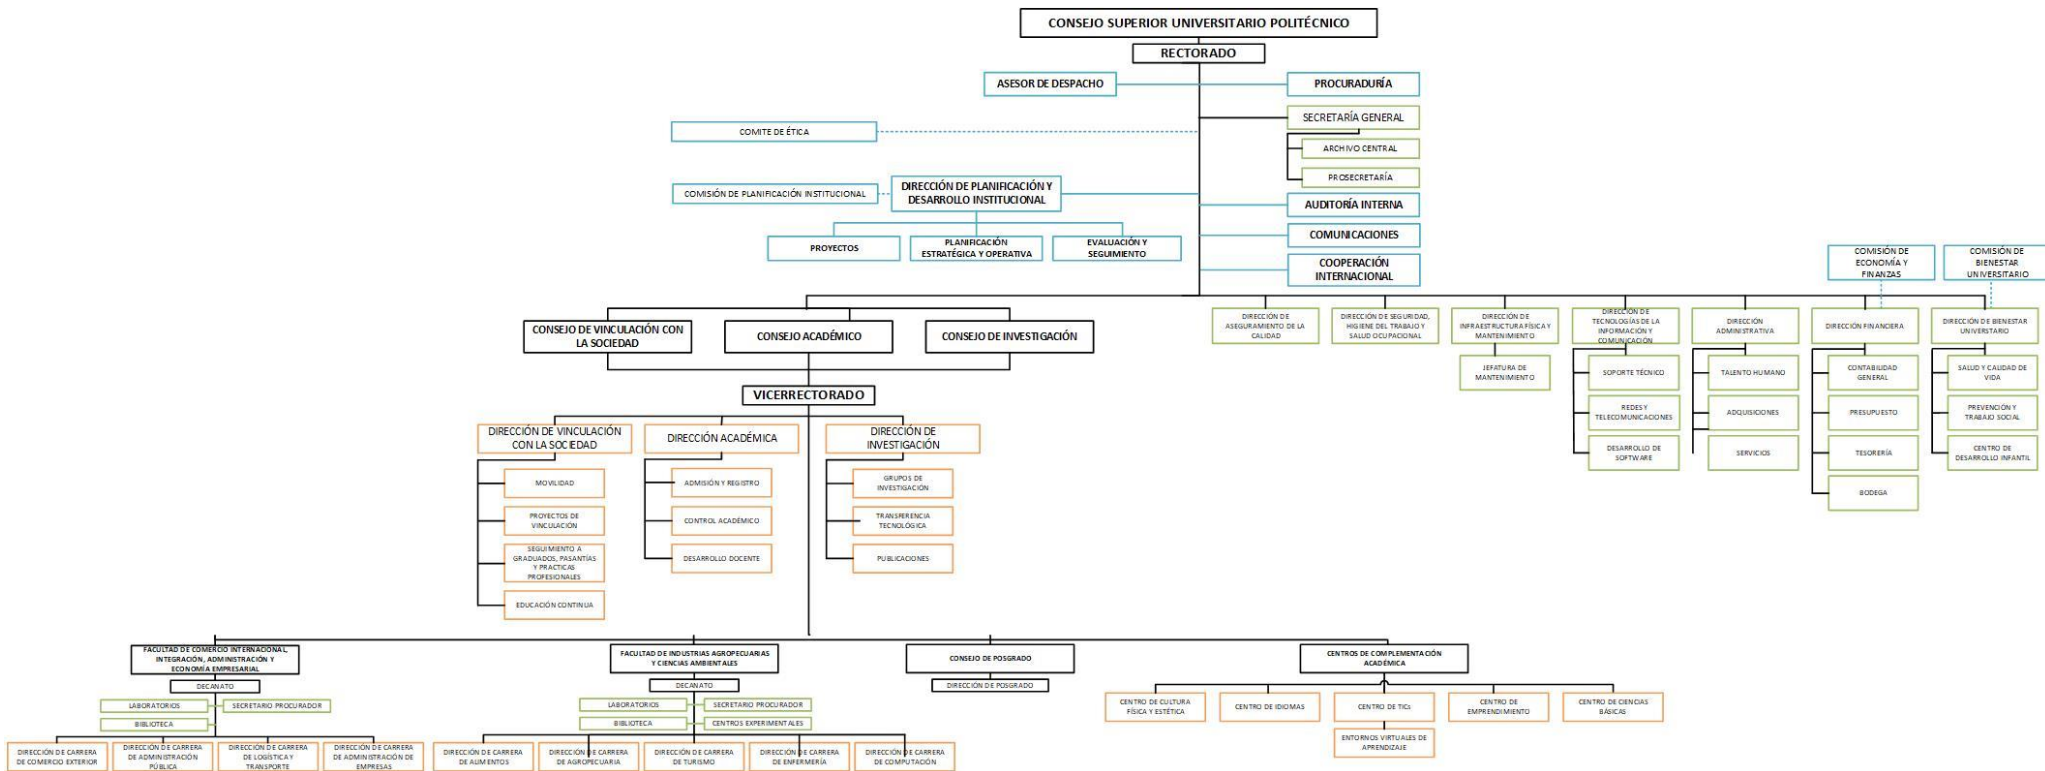 CONSEJO SUPERIOR UNIVERSITARIO POLITÉCNICO
RECTORADO
ASESOR DE DESPACHO
PROCURADURÍA
SECRETARÍA GENERAL
COMITE DE ÉTICA
ARCHIVO CENTRAL
PROSECRETARÍA
COMISIÓN DE PLANIFICACIÓN INSTITUCIONAL
DIRECCIÓN DE PLANIFICACIÓN Y
DESARROLLO INSTITUCIONAL
AUDITORÍA INTERNA
COMUNICACIONES
COOPERACIÓN
INTERNACIONAL
PROYECTOS
PLANIFICACIÓN
ESTRATÉGICA Y OPERATIVA
EVALUACIÓN Y
SEGUIMIENTO
COMISIÓN DE
ECONOMÍA Y
FINANZAS
COMISIÓN DE
BIENESTAR
UNIVERSITARIO
CONSEJO DE VINCULACIÓN CON
LA SOCIEDAD
CONSEJO ACADÉMICO
CONSEJO DE INVESTIGACIÓN
DIRECCIÓN DE
ASEGURAMIENTO DE LA
CALIDAD
DIRECCIÓN DE SEGURIDAD,
HIGIENE DEL TRABAJO Y
SALUD OCUPACIONAL
DIRECCIÓN DE
INFRAESTRUCTURA FÍSICA Y
MANTENIMIENTO
DIRECCIÓN DE
TECNOLOGÍAS DE LA
INFORMACIÓN Y
COMUNICACIÓN
DIRECCIÓN
ADMINISTRATIVA
DIRECCIÓN FINANCIERA
DIRECCIÓN DE BIENESTAR
UNIVERSTARIO
JEFATURA DE
MANTENIMIENTO
SOPORTE TÉCNICO
REDES Y
TELECOMUNICACIONES
DESARROLLO DE
SOFTWARE
TALENTO HUMANO
ADQUISICIONES
SERVICIOS
CONTABILIDAD
GENERAL
PRESUPUESTO
TESORERÍA
BODEGA
SALUD Y CALIDAD DE
VIDA
PREVENCIÓN Y
TRABAJO SOCIAL
CENTRO DE
DESARROLLO INFANTIL
VICERRECTORADO
DIRECCIÓN DE VINCULACIÓN
CON LA SOCIEDAD
DIRECCIÓN ACADÉMICA
DIRECCIÓN DE
INVESTIGACIÓN
MOVILIDAD
PROYECTOS DE
VINCULACIÓN
SEGUIMIENTO A
GRADUADOS, PASANTÍAS
Y PRACTICAS
PROFESIONALES
EDUCACIÓN CONTINUA
ADMISIÓN Y REGISTRO
CONTROL ACADÉMICO
DESARROLLO DOCENTE
GRUPOS DE
INVESTIGACIÓN
TRANSFERENCIA
TECNOLÓGICA
PUBLICACIONES
FACULTAD DE COMERCIO INTERNACIONAL,
INTEGRACIÓN, ADMINISTRACIÓN Y
ECONOMÍA EMPRESARIAL
DECANATO
LABORATORIOS
SECRETARIO PROCURADOR
BIBLIOTECA
DIRECCIÓN DE CARRERA
DE COMERCIO EXTERIOR
DIRECCIÓN DE CARRERA
DE ADMINISTRACIÓN
PÚBLICA
DIRECCIÓN DE CARRERA
DE LOGÍSTICA Y
TRANSPORTE
DIRECCIÓN DE CARRERA
DE ADMINISTRACIÓN DE
EMPRESAS
FACULTAD DE INDUSTRIAS AGROPECUARIAS
Y CIENCIAS AMBIENTALES
DECANATO
LABORATORIOS
SECRETARIO PROCURADOR
BIBLIOTECA
CENTROS EXPERIMENTALES
DIRECCIÓN DE CARRERA
DE ALIMENTOS
DIRECCIÓN DE CARRERA
DE AGROPECUARIA
DIRECCIÓN DE CARRERA
DE TURISMO
DIRECCIÓN DE CARRERA
DE ENFERMERÍA
DIRECCIÓN DE CARRERA
DE COMPUTACIÓN
CONSEJO DE POSGRADO
DIRECCIÓN DE POSGRADO
CENTROS DE COMPLEMENTACIÓN
ACADÉMICA
CENTRO DE CULTURA
FÍSICA Y ESTÉTICA
CENTRO DE IDIOMAS
CENTRO DE TICs
CENTRO DE
EMPRENDIMIENTO
CENTRO DE CIENCIAS
BÁSICAS
ENTORNOS VIRTUALES DE
APRENDIZAJE